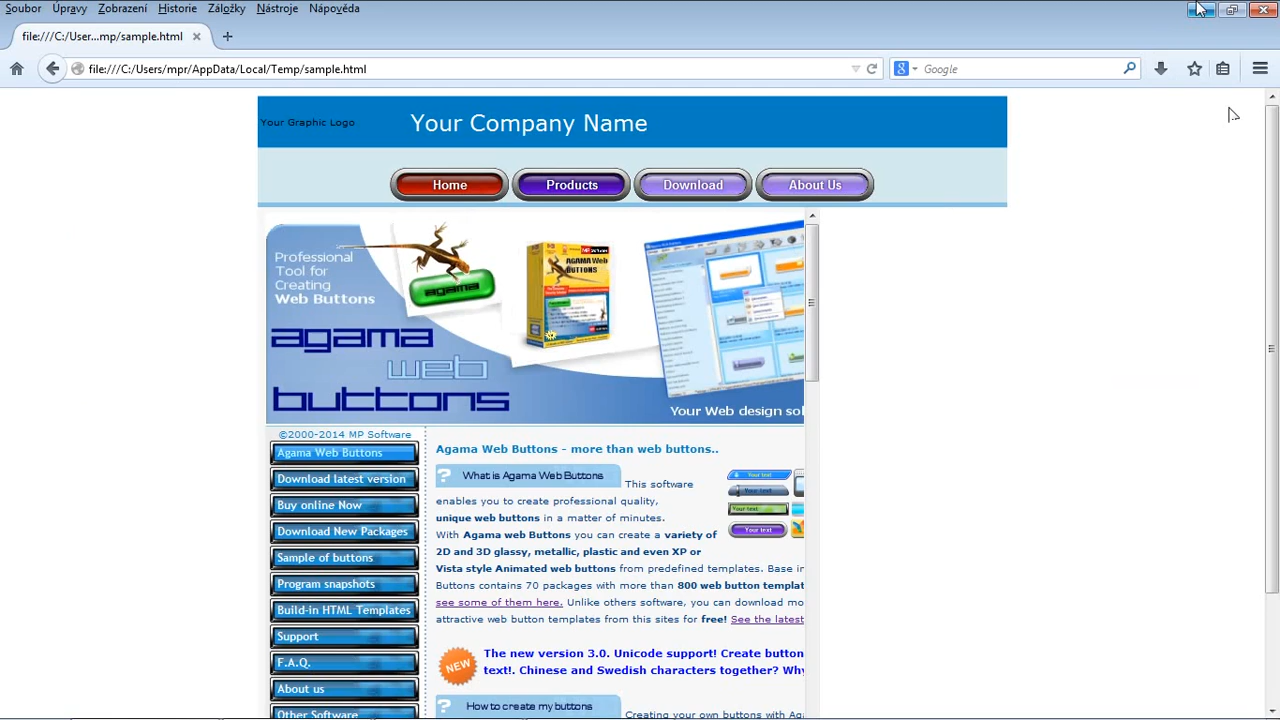 Soubor Úpravy Zobrazení Historie Záložky Nástroje Nápověda
file:///C:/User...mp/sample.html
file:///C:/Users/mpr/AppData/Local/Temp/sample.html
Google
Your Graphic Logo
Your Company Name
Home Products Download About Us
Professional
Tool for
Creating
Web Buttons
agama
web
buttons
agama
AGAMA Web
BUTTONS
Your Web design sol
©2000-2014 MP Software
Agama Web Buttons
Download latest version
Buy online Now
Download New Packages
Sample of buttons
Program snapshots
Build-in HTML Templates
Support
F.A.Q.
About us
Other Software
Agama Web Buttons - more than web buttons..
What is Agama Web Buttons This software
enables you to create professional quality,
unique web buttons in a matter of minutes.
With Agama web Buttons you can create a variety of
2D and 3D glassy, metallic, plastic and even XP or
Vista style Animated web buttons from predefined templates. Base in
Buttons contains 70 packages with more than 800 web button templat
see some of them here. Unlike others software, you can download mo
attractive web button templates from this sites for free! See the latest
Your text
Your text
Your text
Your text
NEW
The new version 3.0. Unicode support! Create button
text!. Chinese and Swedish characters together? Why
How to create my buttons
Creating your own buttons with Aga